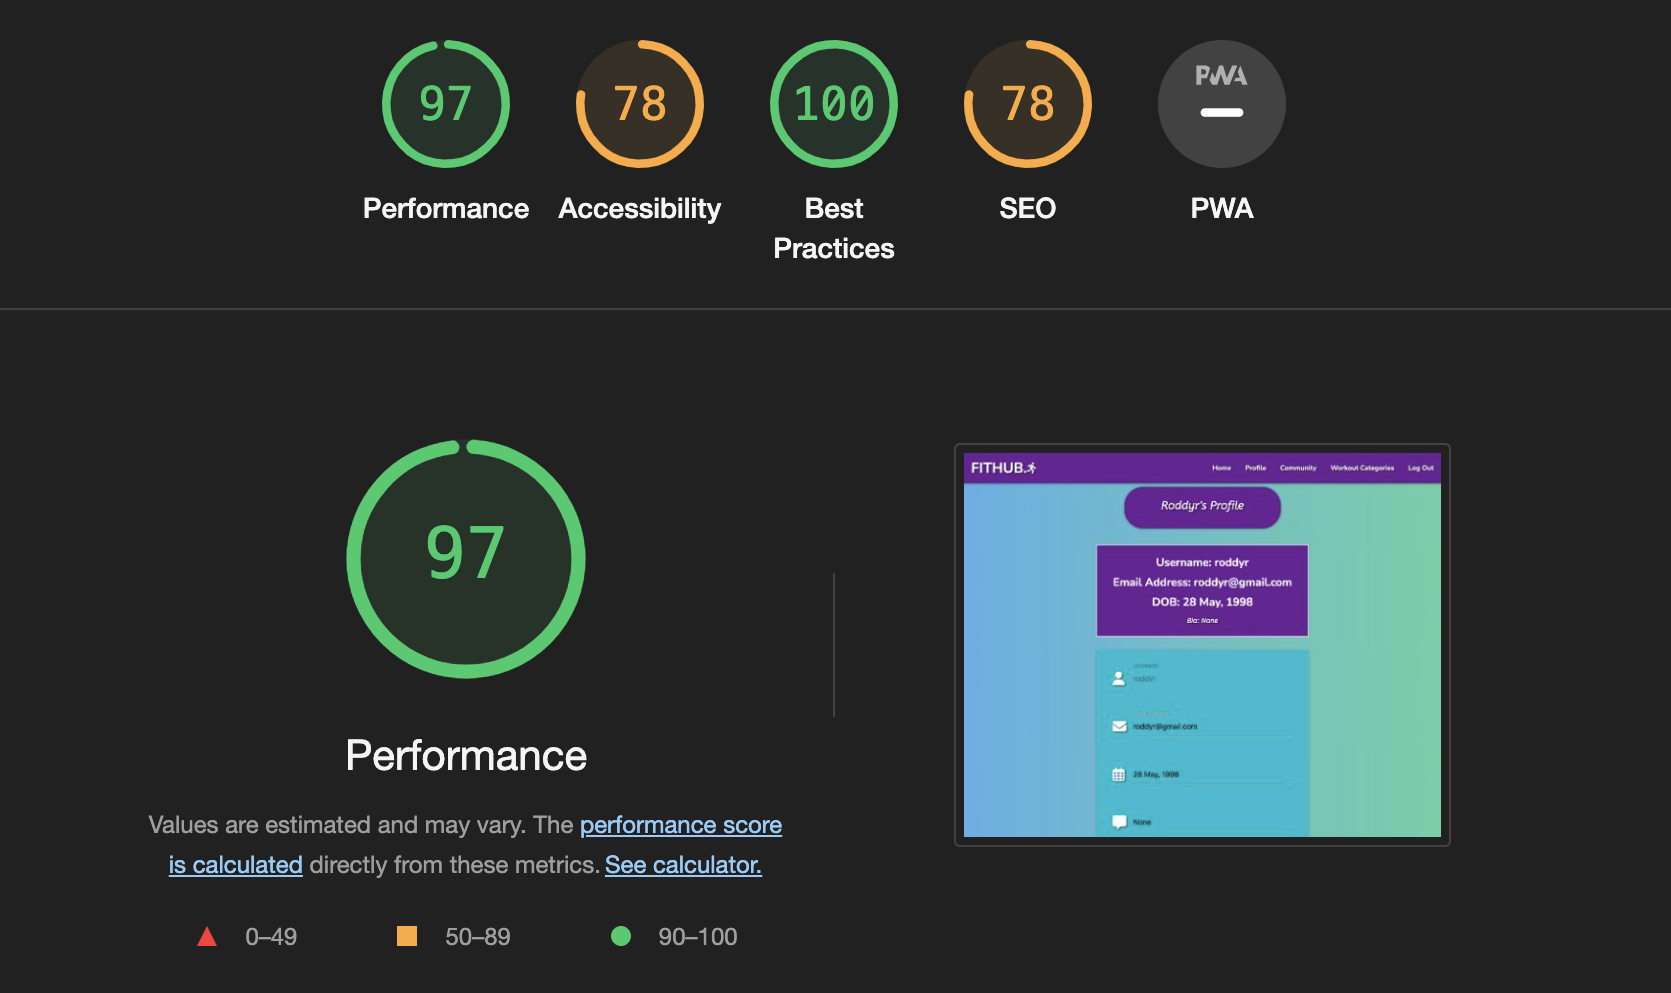 97
78
100
78
PWA
Performance
Accessibility
Best
Practices
SEO
PWA
97
Performance
Values are estimated and may vary. The performance score
is calculated directly from these metrics. See calculator.
0–49
50–89
90–100
FITHUB.
Home Profile Community Workout Categories Log Out
Roddyr's Profile
Username: roddyr
Email Address: roddyr@gmail.com
DOB: 28 May, 1998
Bio: None
roddyr
roddyr@gmail.com
28 May, 1998
None